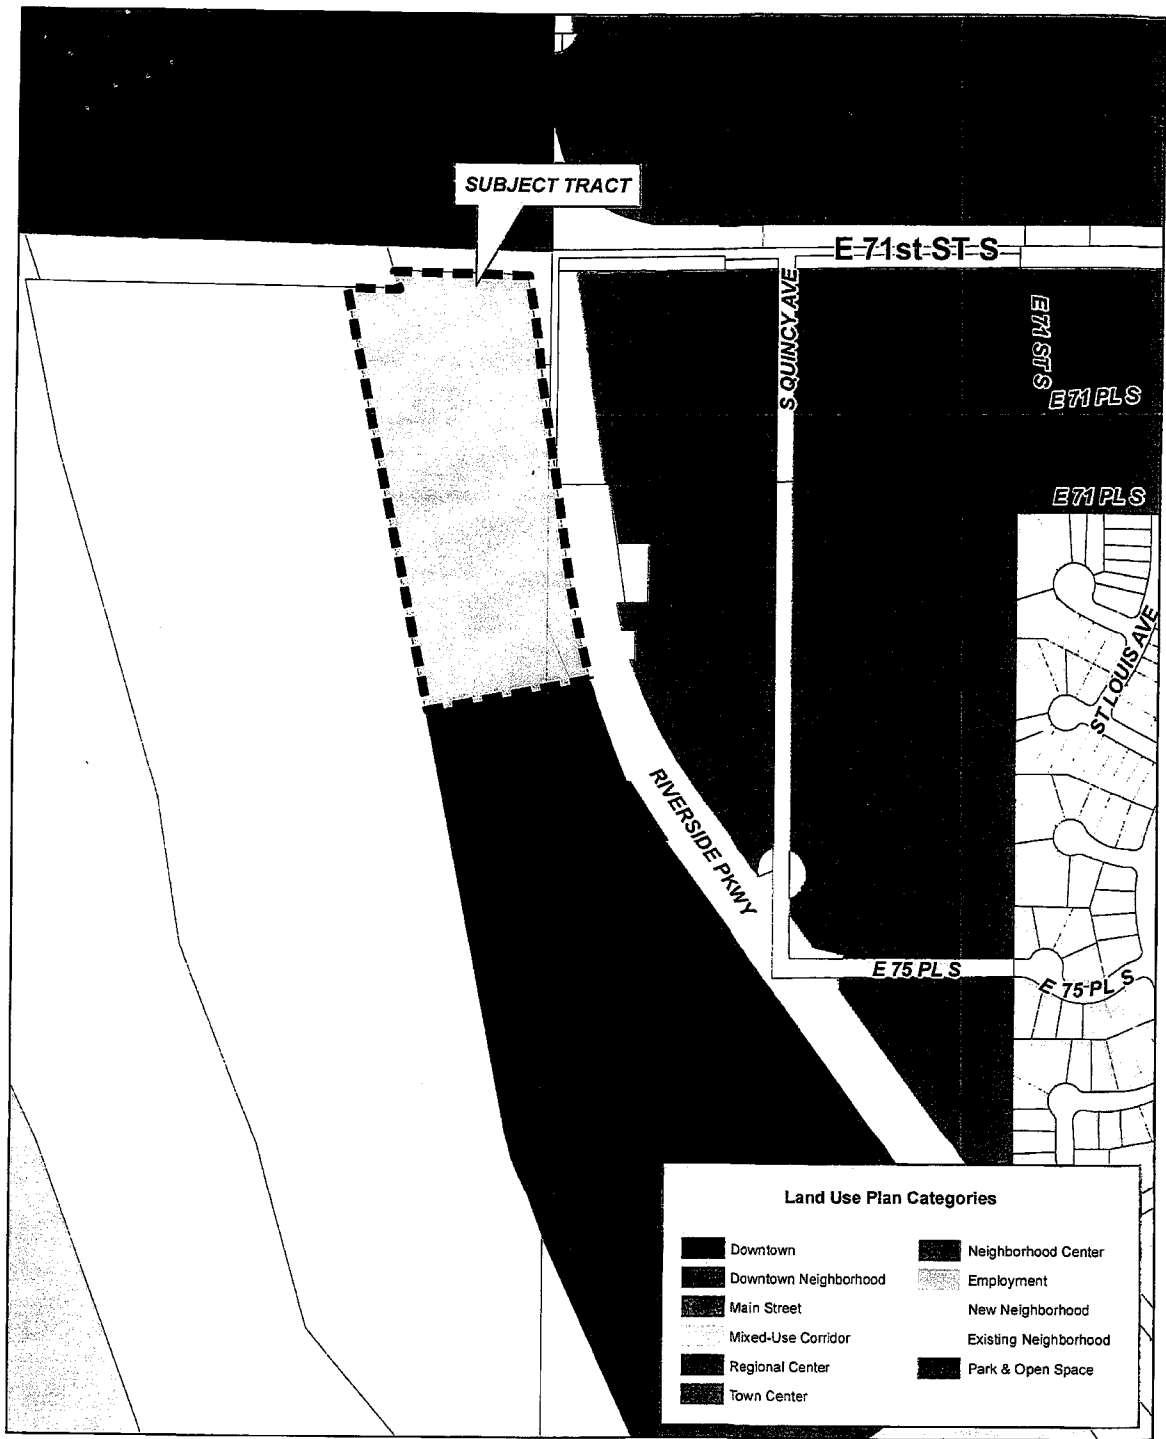 SUBJECT TRACT
E 71st ST S
S QUINCY AVE
E 71 ST S
E 71 PL S
E 71 PL S
ST LOUIS AVE
RIVERSIDE PKWY
E 75 PL S
E 75 PL S
Land Use Plan Categories
Downtown
Downtown Neighborhood
Main Street
Mixed-Use Corridor
Regional Center
Town Center
Neighborhood Center
Employment
New Neighborhood
Existing Neighborhood
Park & Open Space